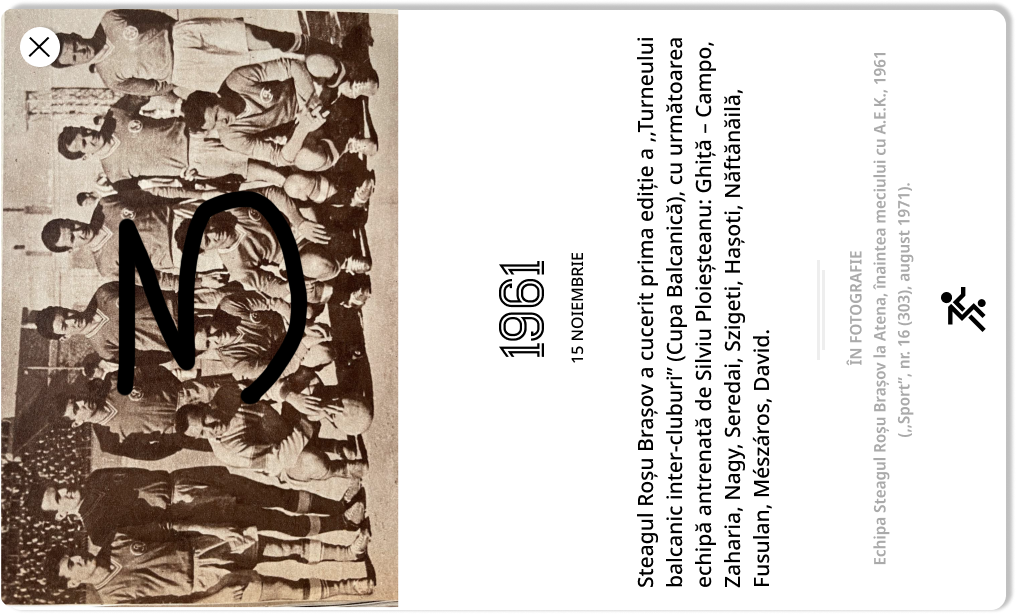 1961
15 NOIEMBRIE
Steagul Roșu Brașov a cucerit prima ediție a ,,Turneului
balcanic inter-cluburi” (Cupa Balcanică), cu următoarea
echipă antrenată de Silviu Ploieșteanu: Ghiță – Campo,
Zaharia, Nagy, Seredai, Szigeti, Hașoti, Năftănăilă,
Fusulan, Mészáros, David.
ÎN FOTOGRAFIE
Echipa Steagul Roșu Brașov la Atena, înaintea meciului cu A.E.K., 1961
(,,Sport”, nr. 16 (303), august 1971).